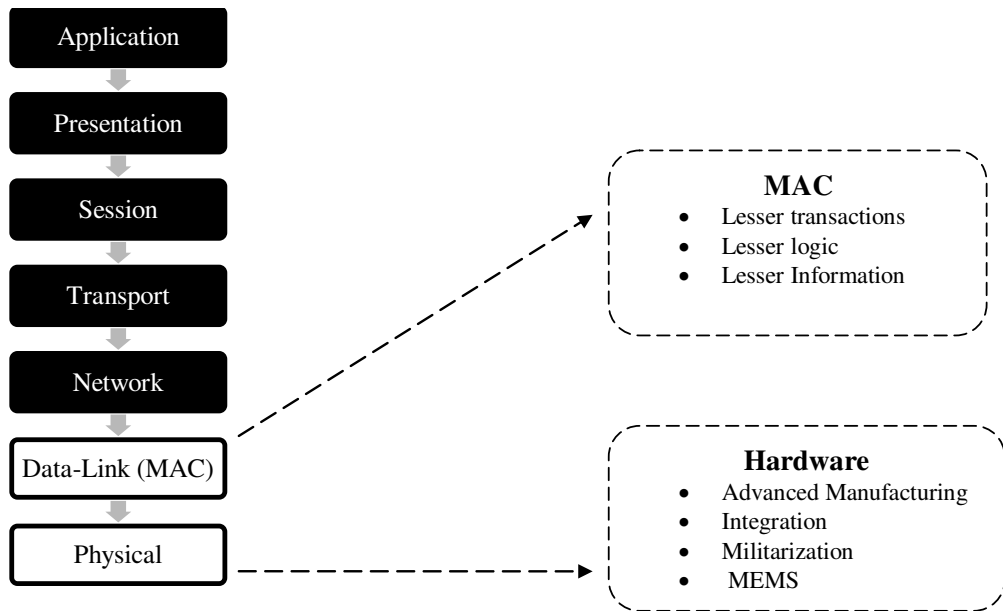 Application
Presentation
Session
Transport
Network
Data-Link (MAC)
Physical
MAC
• Lesser transactions
• Lesser logic
• Lesser Information
Hardware
• Advanced Manufacturing
• Integration
• Militarization
• MEMS